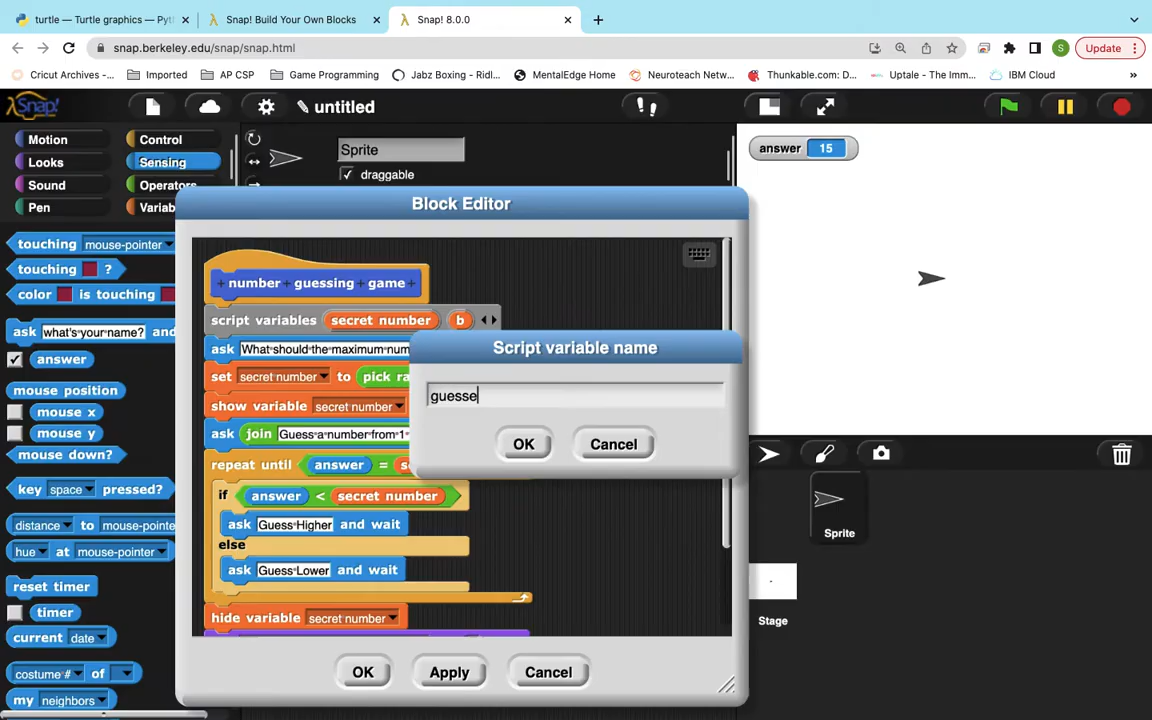 turtle — Turtle graphics — Pyt
Snap! Build Your Own Blocks
Snap! 8.0.0
snap.berkeley.edu/snap/snap.html
Update
Cricut Archives -...
Imported
AP CSP
Game Programming
Jabz Boxing - Ridl...
MentalEdge Home
Neuroteach Netw...
Thunkable.com: D...
Uptale - The Imm...
IBM Cloud
Snap!
untitled
Motion
Control
Looks
Sensing
Sound
Operators
Pen
Variab
Sprite
draggable
answer 15
touching mouse-pointer
touching ?
color is touching
ask what's your name? and
answer
mouse position
mouse x
mouse y
mouse down?
key space pressed?
distance to mouse-pointe
hue at mouse-pointer
reset timer
timer
current date
costume # of
my neighbors
Block Editor
+ number + guessing + game +
script variables secret number b
ask What should the maximum num
set secret number to pick ra
show variable secret number
ask join Guess a number from 1
repeat until answer = se
if answer < secret number
ask Guess Higher and wait
else
ask Guess Lower and wait
hide variable secret number
OK
Apply
Cancel
Script variable name
guesse
OK
Cancel
Sprite
Stage